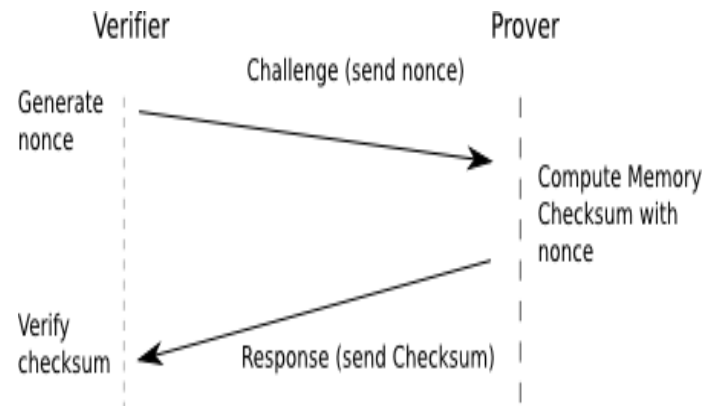 Verifier
Prover
Challenge (send nonce)
Generate
nonce
Compute Memory
Checksum with
nonce
Verify
checksum
Response (send Checksum)